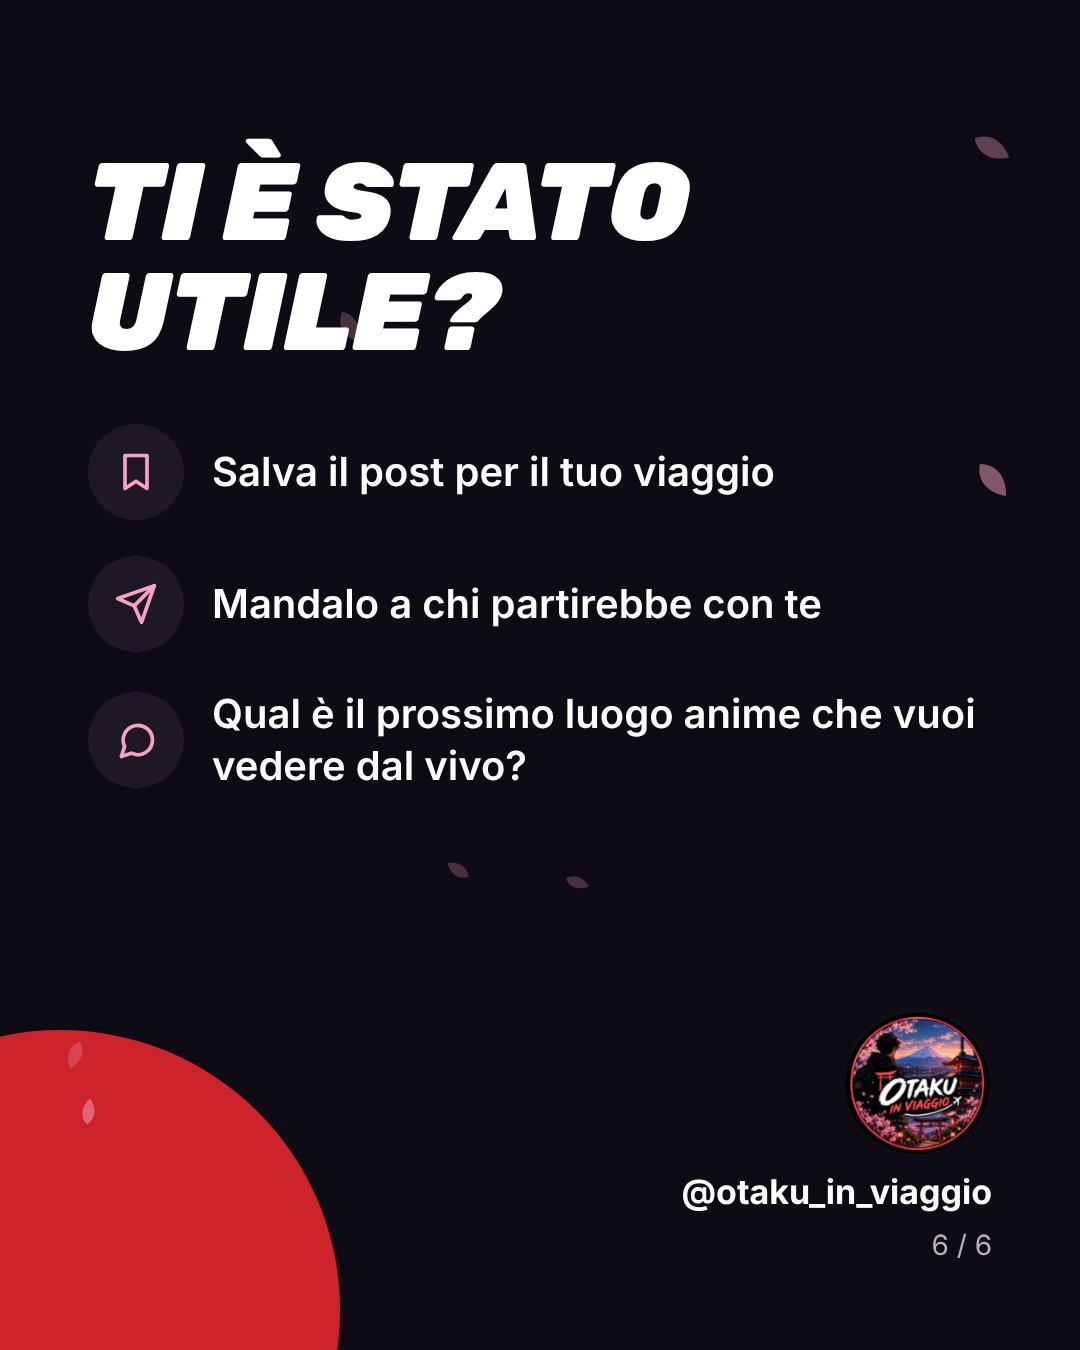 TI È STATO
UTILE?
Salva il post per il tuo viaggio
Mandalo a chi partirebbe con te
Qual è il prossimo luogo anime che vuoi
vedere dal vivo?
OTAKU
IN VIAGGIO
@otaku_in_viaggio
6 / 6